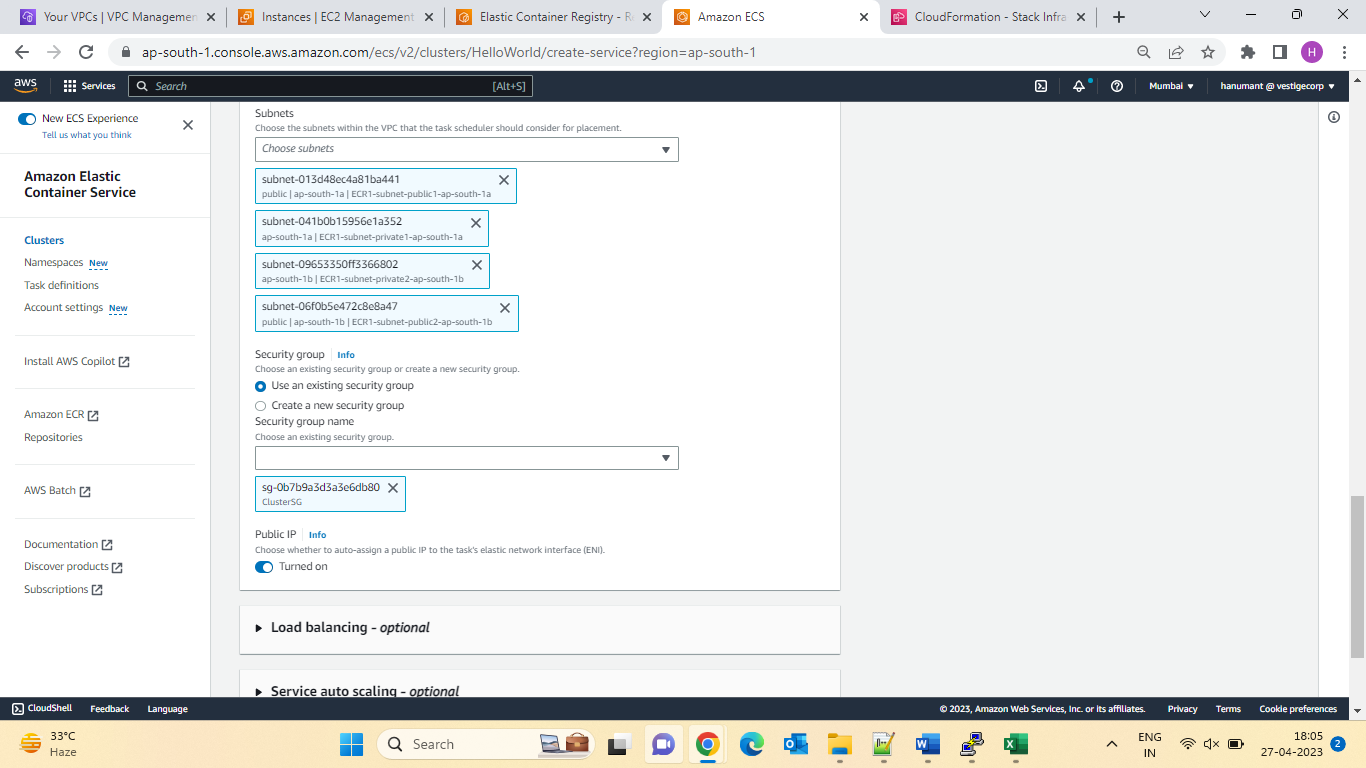 Your VPCs | VPC Managemen
Instances | EC2 Management
Elastic Container Registry - R
Amazon ECS
CloudFormation - Stack Infra
ap-south-1.console.aws.amazon.com/ecs/v2/clusters/HelloWorld/create-service?region=ap-south-1
H
aws
Services
Search
[Alt+S]
Mumbai
hanumant @ vestigecorp
New ECS Experience
Tell us what you think
Amazon Elastic
Container Service
Clusters
Namespaces New
Task definitions
Account settings New
Install AWS Copilot
Amazon ECR
Repositories
AWS Batch
Documentation
Discover products
Subscriptions
Subnets
Choose the subnets within the VPC that the task scheduler should consider for placement.
Choose subnets
subnet-013d48ec4a81ba441
public | ap-south-1a | ECR1-subnet-public1-ap-south-1a
subnet-041b0b15956e1a352
ap-south-1a | ECR1-subnet-private1-ap-south-1a
subnet-09653350ff3366802
ap-south-1b | ECR1-subnet-private2-ap-south-1b
subnet-06f0b5e472c8e8a47
public | ap-south-1b | ECR1-subnet-public2-ap-south-1b
Security group Info
Choose an existing security group or create a new security group.
Use an existing security group
Create a new security group
Security group name
Choose an existing security group.
sg-0b7b9a3d3a3e6db80
ClusterSG
Public IP Info
Choose whether to auto-assign a public IP to the task's elastic network interface (ENI).
Turned on
Load balancing - optional
Service auto scaling - optional
CloudShell
Feedback
Language
© 2023, Amazon Web Services, Inc. or its affiliates.
Privacy
Terms
Cookie preferences
33°C
Haze
Search
ENG
IN
18:05
27-04-2023
2